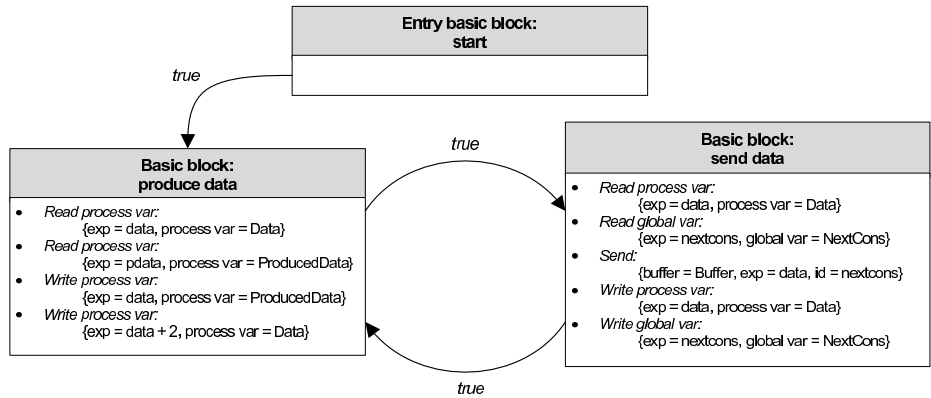 Entry basic block:
start
true
Basic block:
produce data
• Read process var:
{exp = data, process var = Data}
• Read process var:
{exp = pdata, process var = ProducedData}
• Write process var:
{exp = data, process var = ProducedData}
• Write process var:
{exp = data + 2, process var = Data}
true
Basic block:
send data
• Read process var:
{exp = data, process var = Data}
• Read global var:
{exp = nextcons, global var = NextCons}
• Send:
{buffer = Buffer, exp = data, id = nextcons}
• Write process var:
{exp = data, process var = Data}
• Write global var:
{exp = nextcons, global var = NextCons}
true